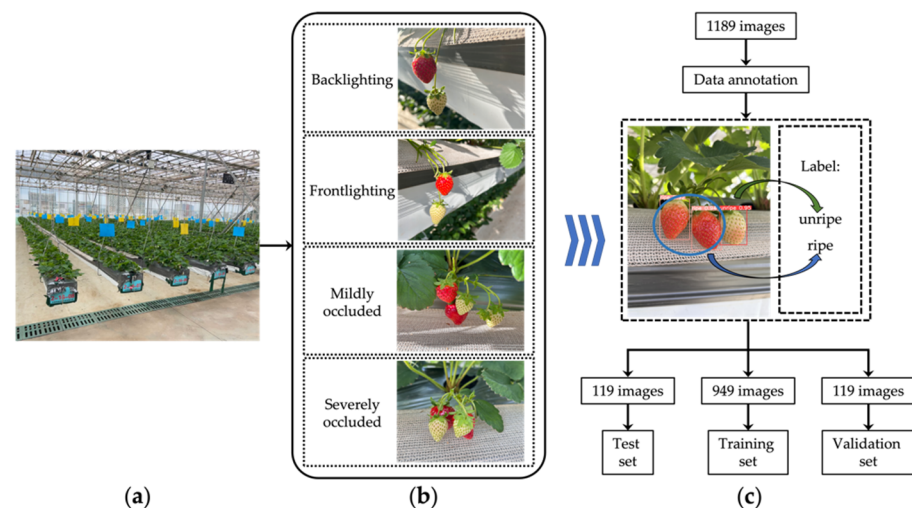 Backlighting
Frontlighting
Mildly
occluded
Severely
occluded
1189 images
Data annotation
Label:
unripe
ripe
119 images
949 images
119 images
Test
set
Training
set
Validation
set
(a)
(b)
(c)